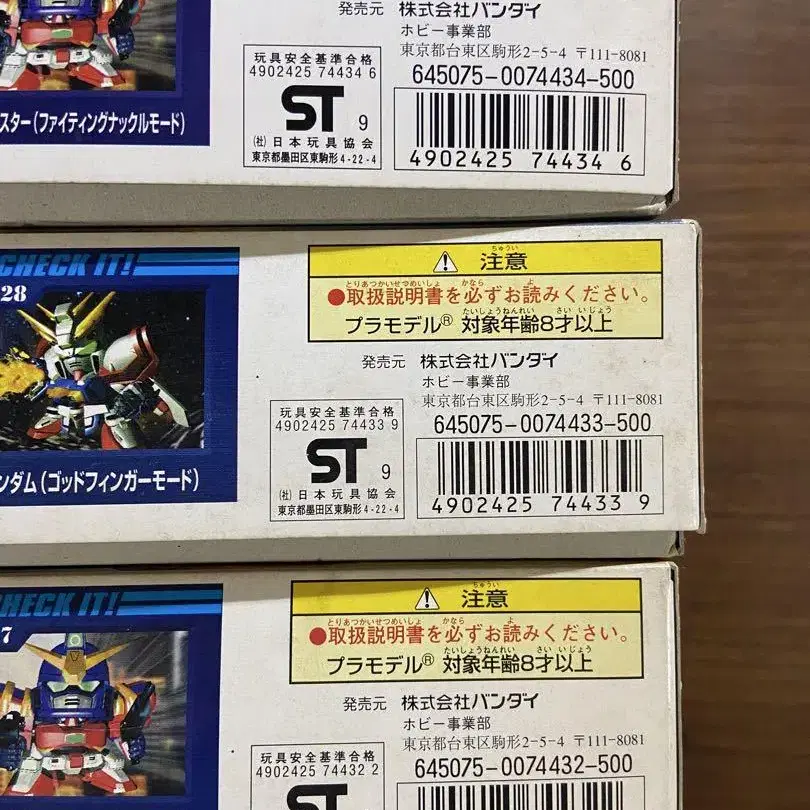 発売元 株式会社バンダイ
ホビー事業部
東京都台東区駒形2-5-4 〒111-8081
645075-0074434-500
玩具安全基準合格
4902425 74434 6
ST 9
(社)日本玩具協会
東京都墨田区東駒形4-22-4
4902425 74434 6
スター(ファイティングナックルモード)
CHECK IT!
28
ンダム(ゴッドフィンガーモード)
ちゅうい
注意
とりあつかいせつめいしょ かなら よ
●取扱説明書を必ずお読みください。
たいしょうねんれい さい いじょう
プラモデル® 対象年齢8才以上
発売元 株式会社バンダイ
ホビー事業部
東京都台東区駒形2-5-4 〒111-8081
645075-0074433-500
玩具安全基準合格
4902425 74433 9
ST 9
(社)日本玩具協会
東京都墨田区東駒形4-22-4
4902425 74433 9
CHECK IT!
7
ちゅうい
注意
とりあつかいせつめいしょ かなら よ
●取扱説明書を必ずお読みください。
たいしょうねんれい さい いじょう
プラモデル® 対象年齢8才以上
発売元 株式会社バンダイ
ホビー事業部
東京都台東区駒形2-5-4 〒111-8081
645075-0074432-500
玩具安全基準合格
4902425 74432 2
ST